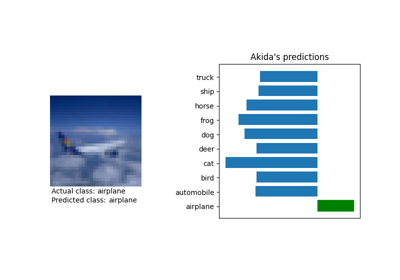 Akida's predictions
truck
ship
horse
frog
dog
deer
cat
bird
automobile
airplane
Actual class: airplane
Predicted class: airplane